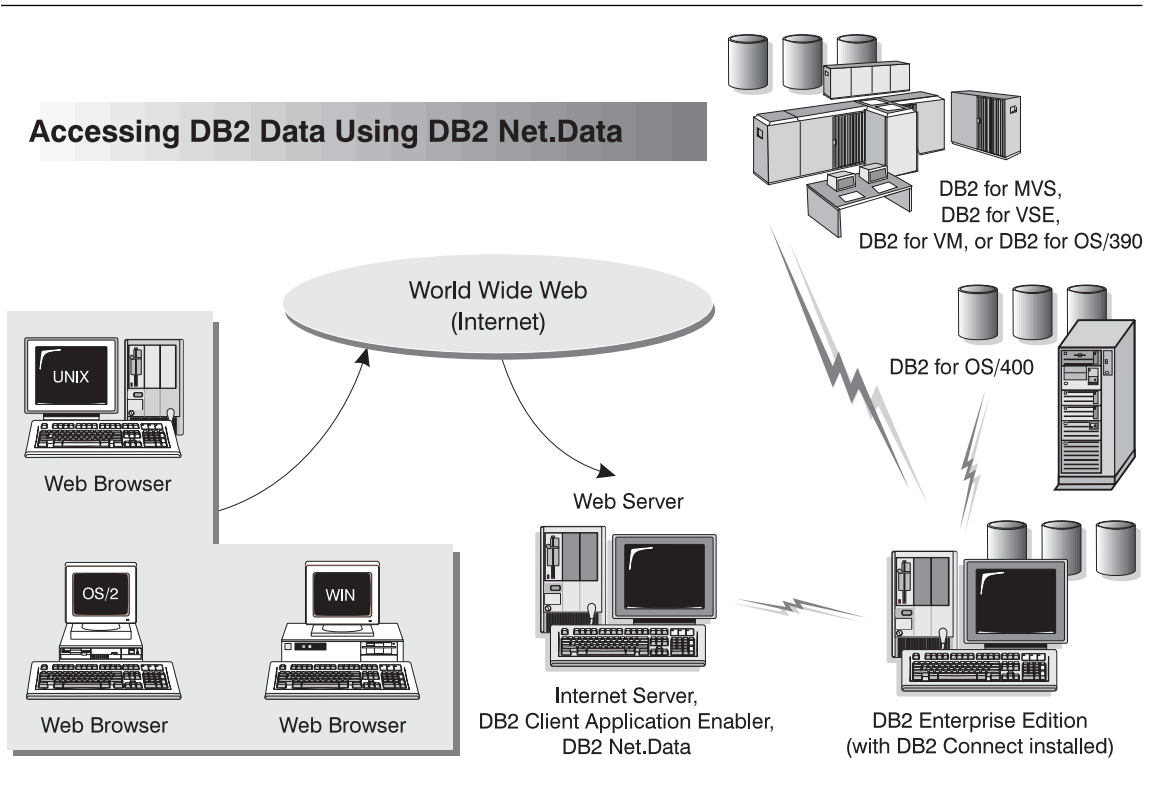 Accessing DB2 Data Using DB2 Net.Data
DB2 for MVS,
DB2 for VSE,
DB2 for VM, or DB2 for OS/390
World Wide Web
(Internet)
DB2 for OS/400
UNIX
Web Browser
Web Server
OS/2
Web Browser
WIN
Web Browser
Internet Server,
DB2 Client Application Enabler,
DB2 Net.Data
DB2 Enterprise Edition
(with DB2 Connect installed)